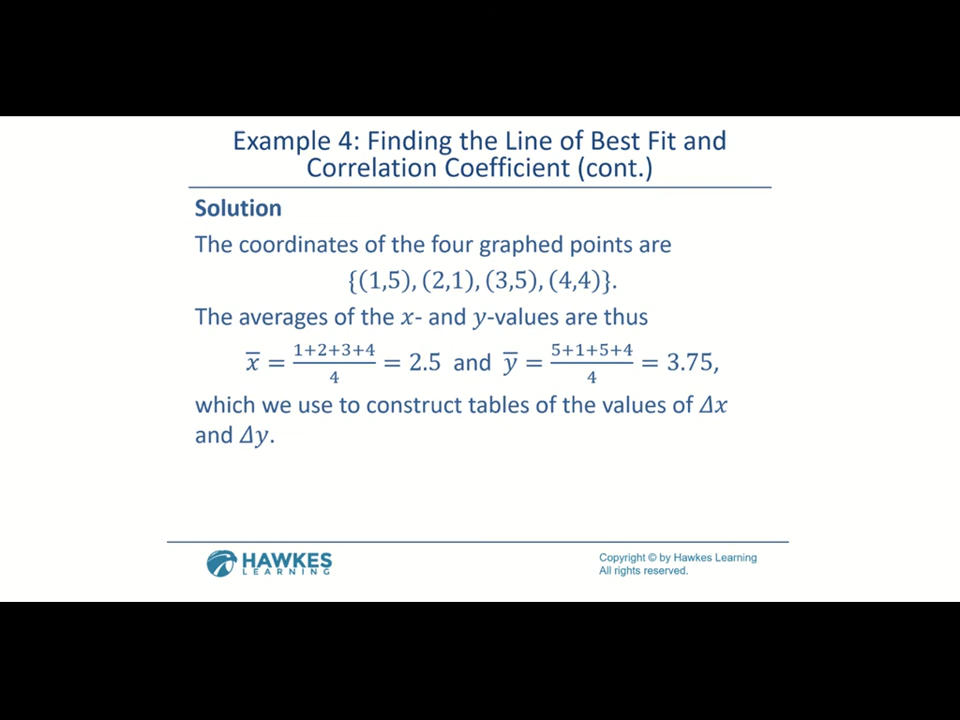 Example 4: Finding the Line of Best Fit and
Correlation Coefficient (cont.)
Solution
The coordinates of the four graphed points are
{(1,5), (2,1), (3,5), (4,4)}.
The averages of the x- and y-values are thus
x̅ = (1+2+3+4)/4 = 2.5 and y̅ = (5+1+5+4)/4 = 3.75,
which we use to construct tables of the values of Δx
and Δy.
HAWKES
LEARNING
Copyright © by Hawkes Learning
All rights reserved.